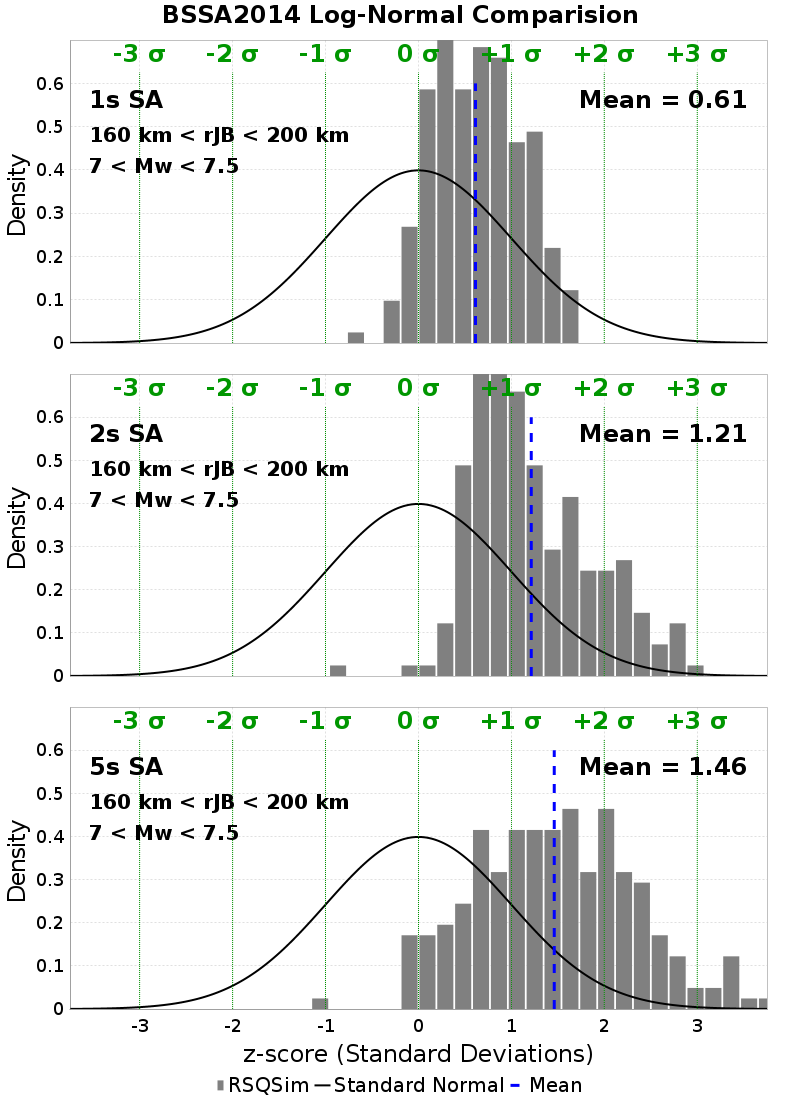 BSSA2014 Log-Normal Comparision
-3 σ -2 σ -1 σ 0 σ +1 σ +2 σ +3 σ
1s SA Mean = 0.61
160 km < rJB < 200 km
7 < Mw < 7.5
Density
0.6
0.5
0.4
0.3
0.2
0.1
0
-3 σ -2 σ -1 σ 0 σ +1 σ +2 σ +3 σ
2s SA Mean = 1.21
160 km < rJB < 200 km
7 < Mw < 7.5
Density
0.6
0.5
0.4
0.3
0.2
0.1
0
-3 σ -2 σ -1 σ 0 σ +1 σ +2 σ +3 σ
5s SA Mean = 1.46
160 km < rJB < 200 km
7 < Mw < 7.5
Density
0.6
0.5
0.4
0.3
0.2
0.1
0
-3 -2 -1 0 1 2 3
z-score (Standard Deviations)
RSQSim Standard Normal Mean